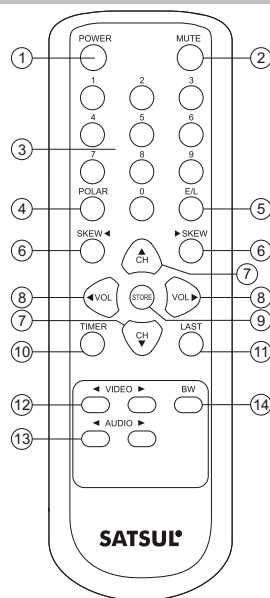 POWER MUTE
1 2
1 2 3
4 5 6
3
7 8 9
POLAR 0 E/L
4 5
SKEW ◄ ► SKEW
6 ▲ 6
CH
7
8 ◄VOL STORE VOL► 8
7 9
TIMER CH LAST
▼
10 11
◄ VIDEO ► BW
12 14
◄ AUDIO ►
13
SATSUL